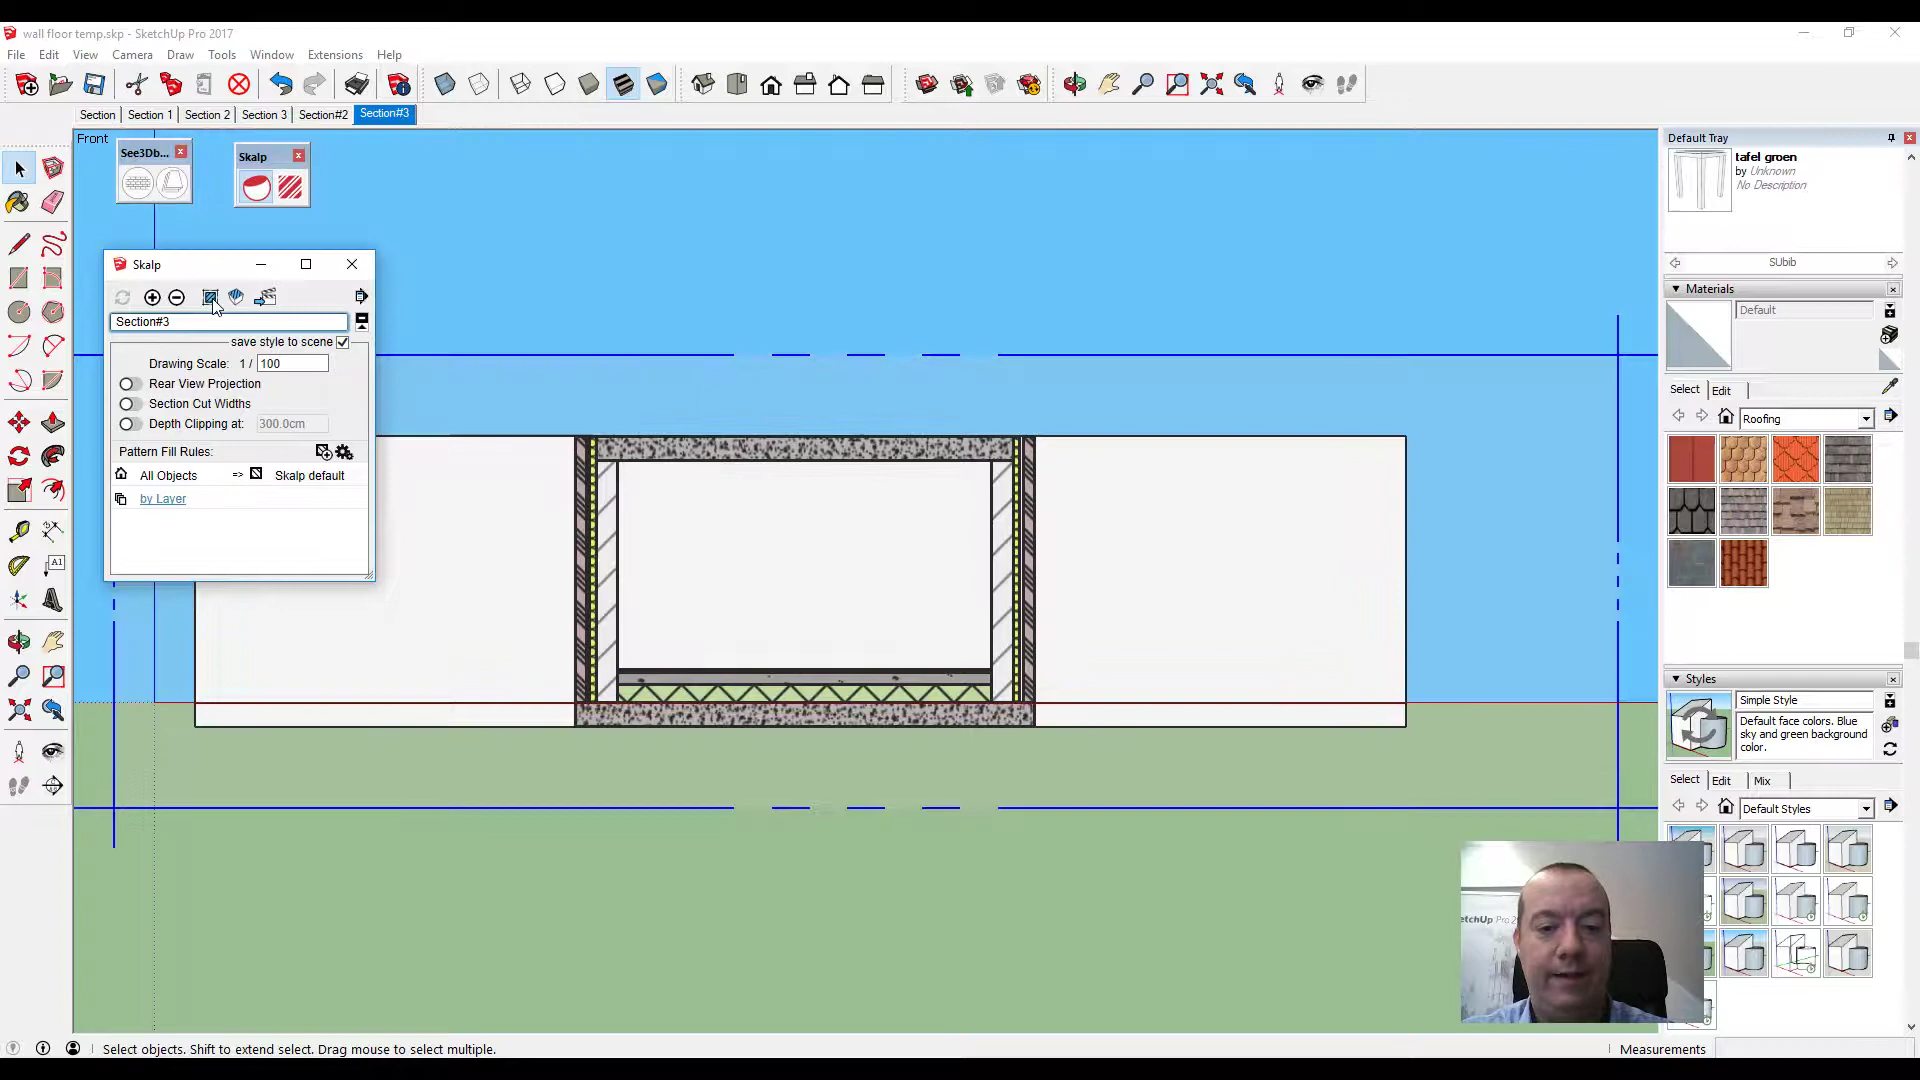 wall floor temp.skp - SketchUp Pro 2017
File Edit View Camera Draw Tools Window Extensions Help
Section Section 1 Section 2 Section 3 Section#2 Section#3
Front
See3Db...
Skalp
Skalp
Section#3
save style to scene
Drawing Scale: 1 / 100
Rear View Projection
Section Cut Widths
Depth Clipping at: 300.0cm
Pattern Fill Rules:
All Objects => Skalp default
by Layer
Default Tray
tafel groen
by Unknown
No Description
SUbib
Materials
Default
Select Edit
Roofing
Styles
Simple Style
Default face colors. Blue
sky and green background
color.
Select Edit Mix
Default Styles
A1
Select objects. Shift to extend select. Drag mouse to select multiple.
Measurements